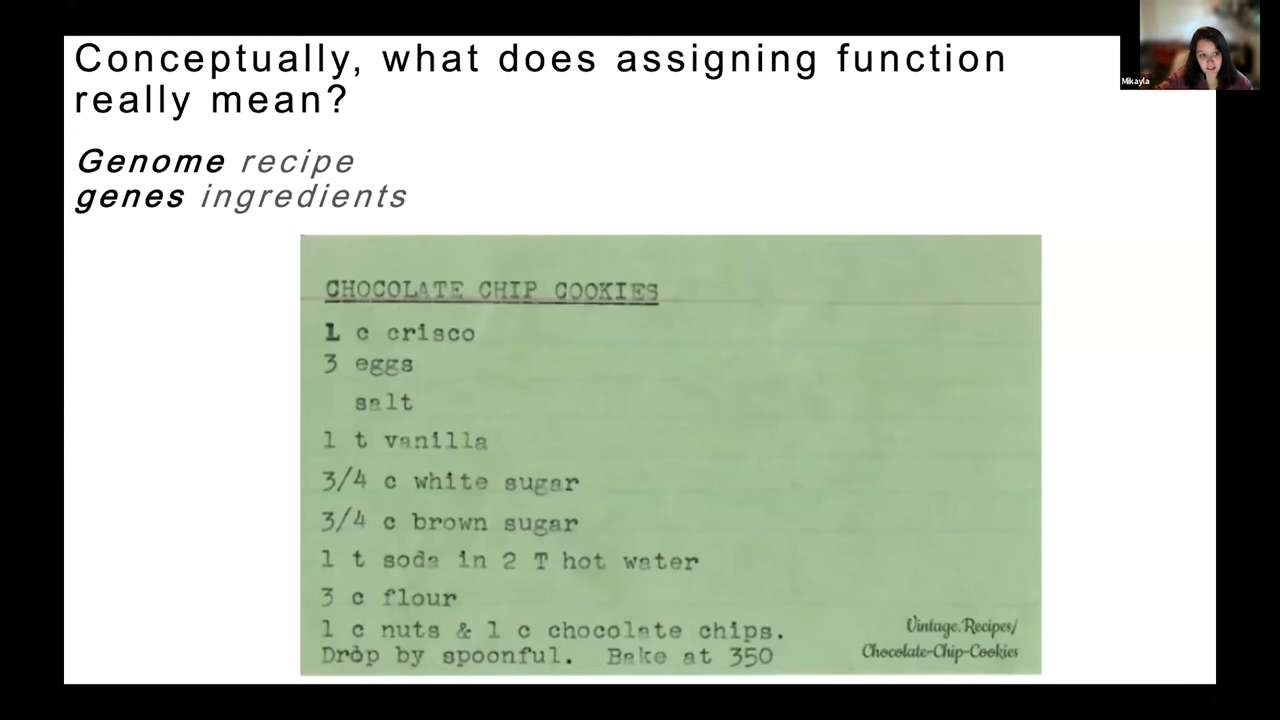 Conceptually, what does assigning function
really mean?
Mikayla
Genome recipe
genes ingredients
CHOCOLATE CHIP COOKIES
1 c crisco
3 eggs
salt
1 t vanilla
3/4 c white sugar
3/4 c brown sugar
1 t soda in 2 T hot water
3 c flour
1 c nuts & 1 c chocolate chips.
Drop by spoonful. Bake at 350
Vintage.Recipes/
Chocolate-Chip-Cookies